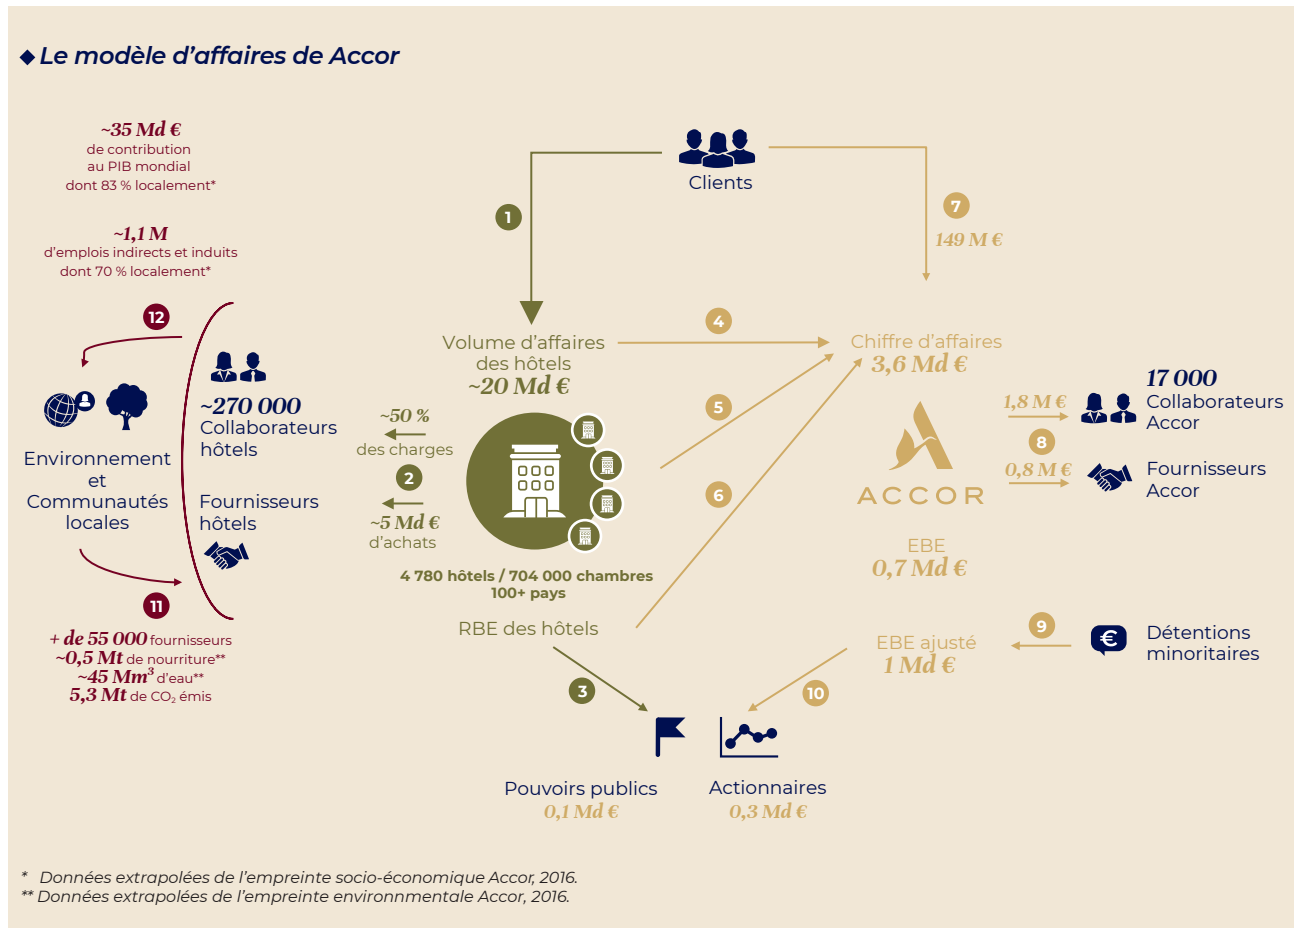 Le modèle d'affaires de Accor
~35 Md €
de contribution
au PIB mondial
dont 83 % localement*
~1,1 M
d'emplois indirects et induits
dont 70 % localement*
12
~270 000
Collaborateurs
hôtels
Environnement
et
Communautés
locales
Fournisseurs
hôtels
11
+ de 55 000 fournisseurs
~0,5 Mt de nourriture**
~45 Mm³ d'eau**
5,3 Mt de CO₂ émis
Clients
1
7
149 M €
Volume d'affaires
des hôtels
~20 Md €
4
5
6
~50 %
des charges
2
~5 Md €
d'achats
4 780 hôtels / 704 000 chambres
100+ pays
RBE des hôtels
3
Chiffre d'affaires
3,6 Md €
ACCOR
EBE
0,7 Md €
EBE ajusté
1 Md €
1,8 M €
8
0,8 M €
17 000
Collaborateurs
Accor
Fournisseurs
Accor
9
€
Détentions
minoritaires
10
Pouvoirs publics
0,1 Md €
Actionnaires
0,3 Md €
* Données extrapolées de l'empreinte socio-économique Accor, 2016.
** Données extrapolées de l'empreinte environnmentale Accor, 2016.